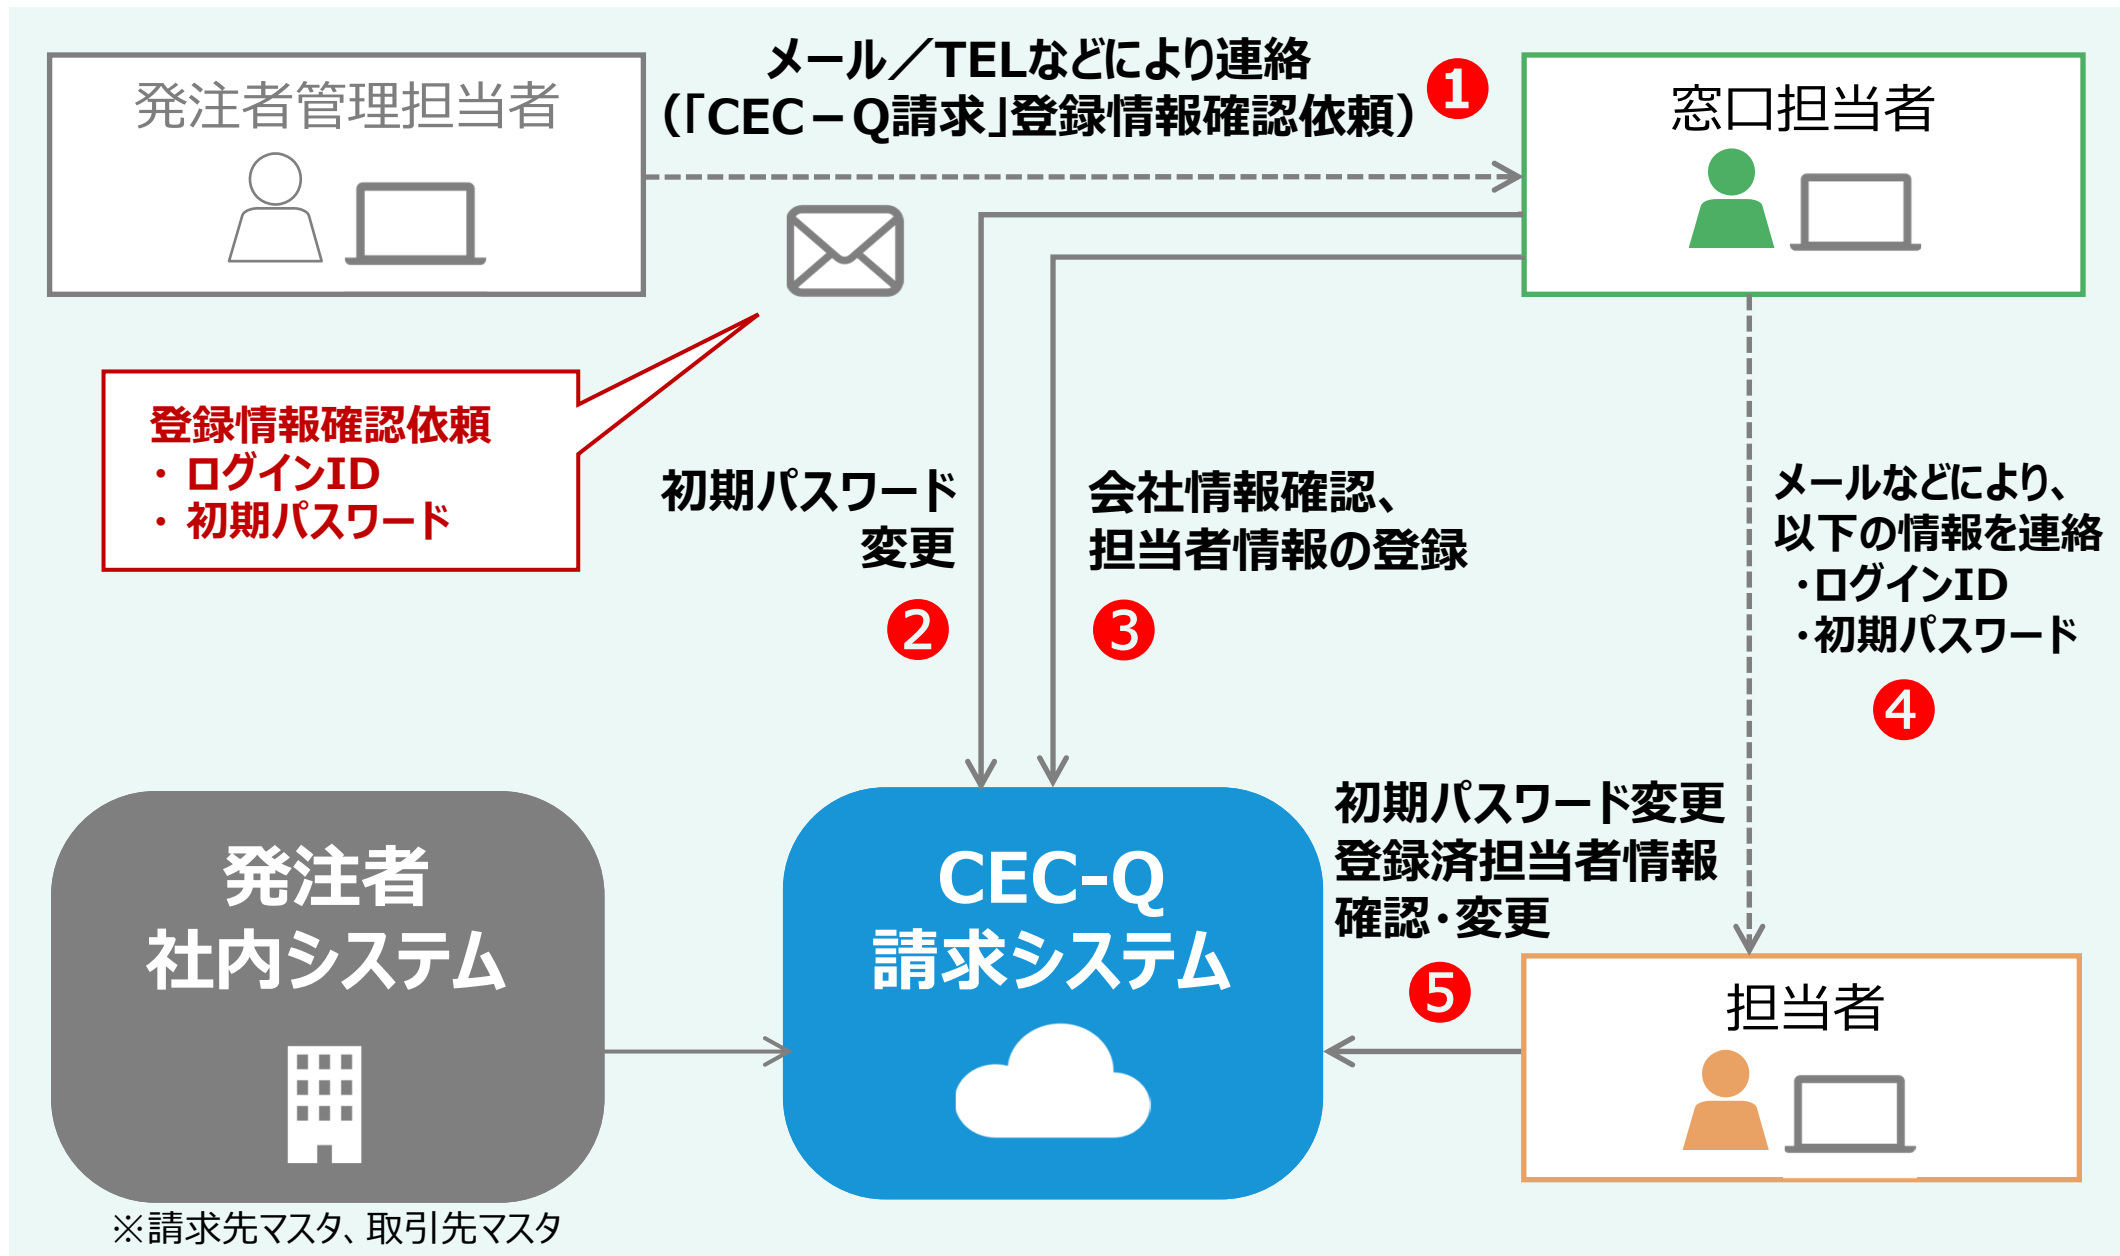 発注者管理担当者
メール／TELなどにより連絡
（「CEC－Q請求」登録情報確認依頼）
❶
窓口担当者
登録情報確認依頼
・ログインID
・初期パスワード
初期パスワード
変更
❷
会社情報確認、
担当者情報の登録
❸
メールなどにより、
以下の情報を連絡
・ログインID
・初期パスワード
❹
発注者
社内システム
※請求先マスタ、取引先マスタ
CEC-Q
請求システム
初期パスワード変更
登録済担当者情報
確認・変更
❺
担当者